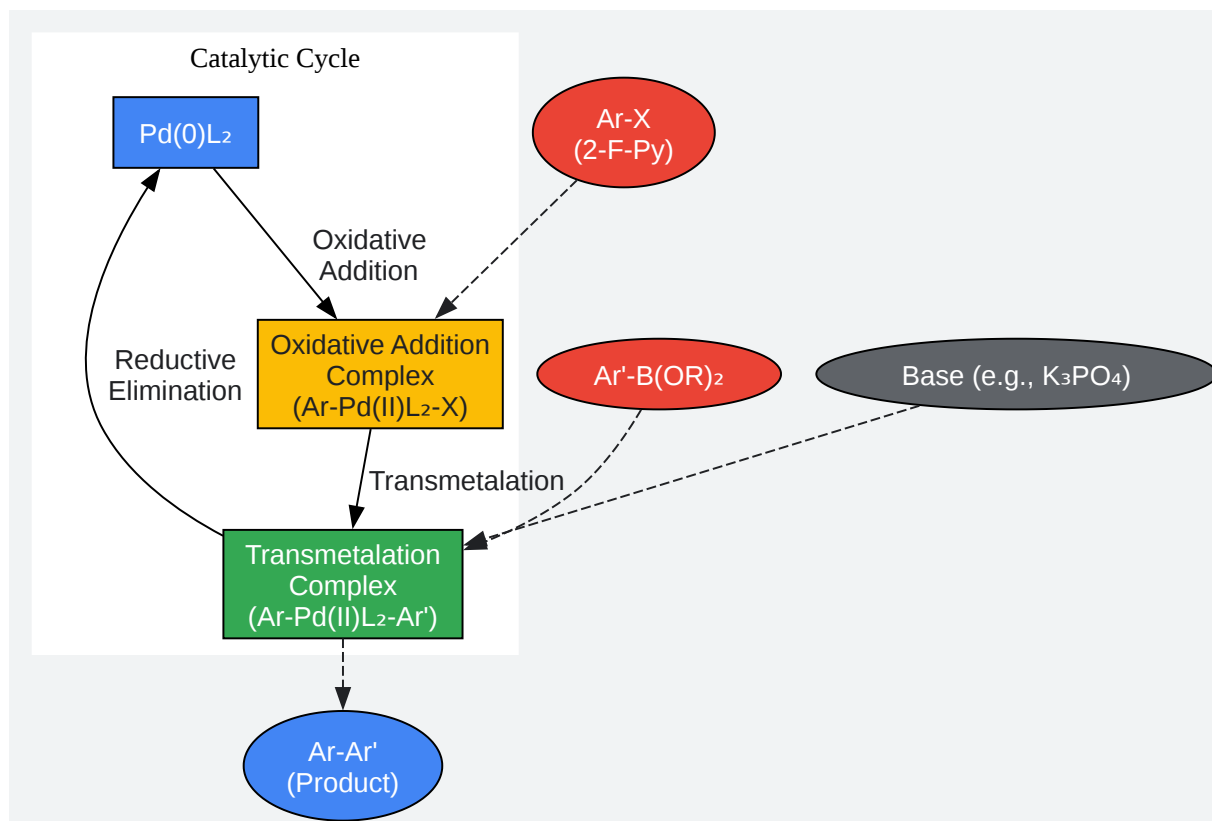 Catalytic Cycle
Pd(0)L₂
Ar-X
(2-F-Py)
Oxidative
Addition
Oxidative Addition
Complex
(Ar-Pd(II)L₂-X)
Reductive
Elimination
Ar'-B(OR)₂
Base (e.g., K₃PO₄)
Transmetalation
Transmetalation
Complex
(Ar-Pd(II)L₂-Ar')
Ar-Ar'
(Product)